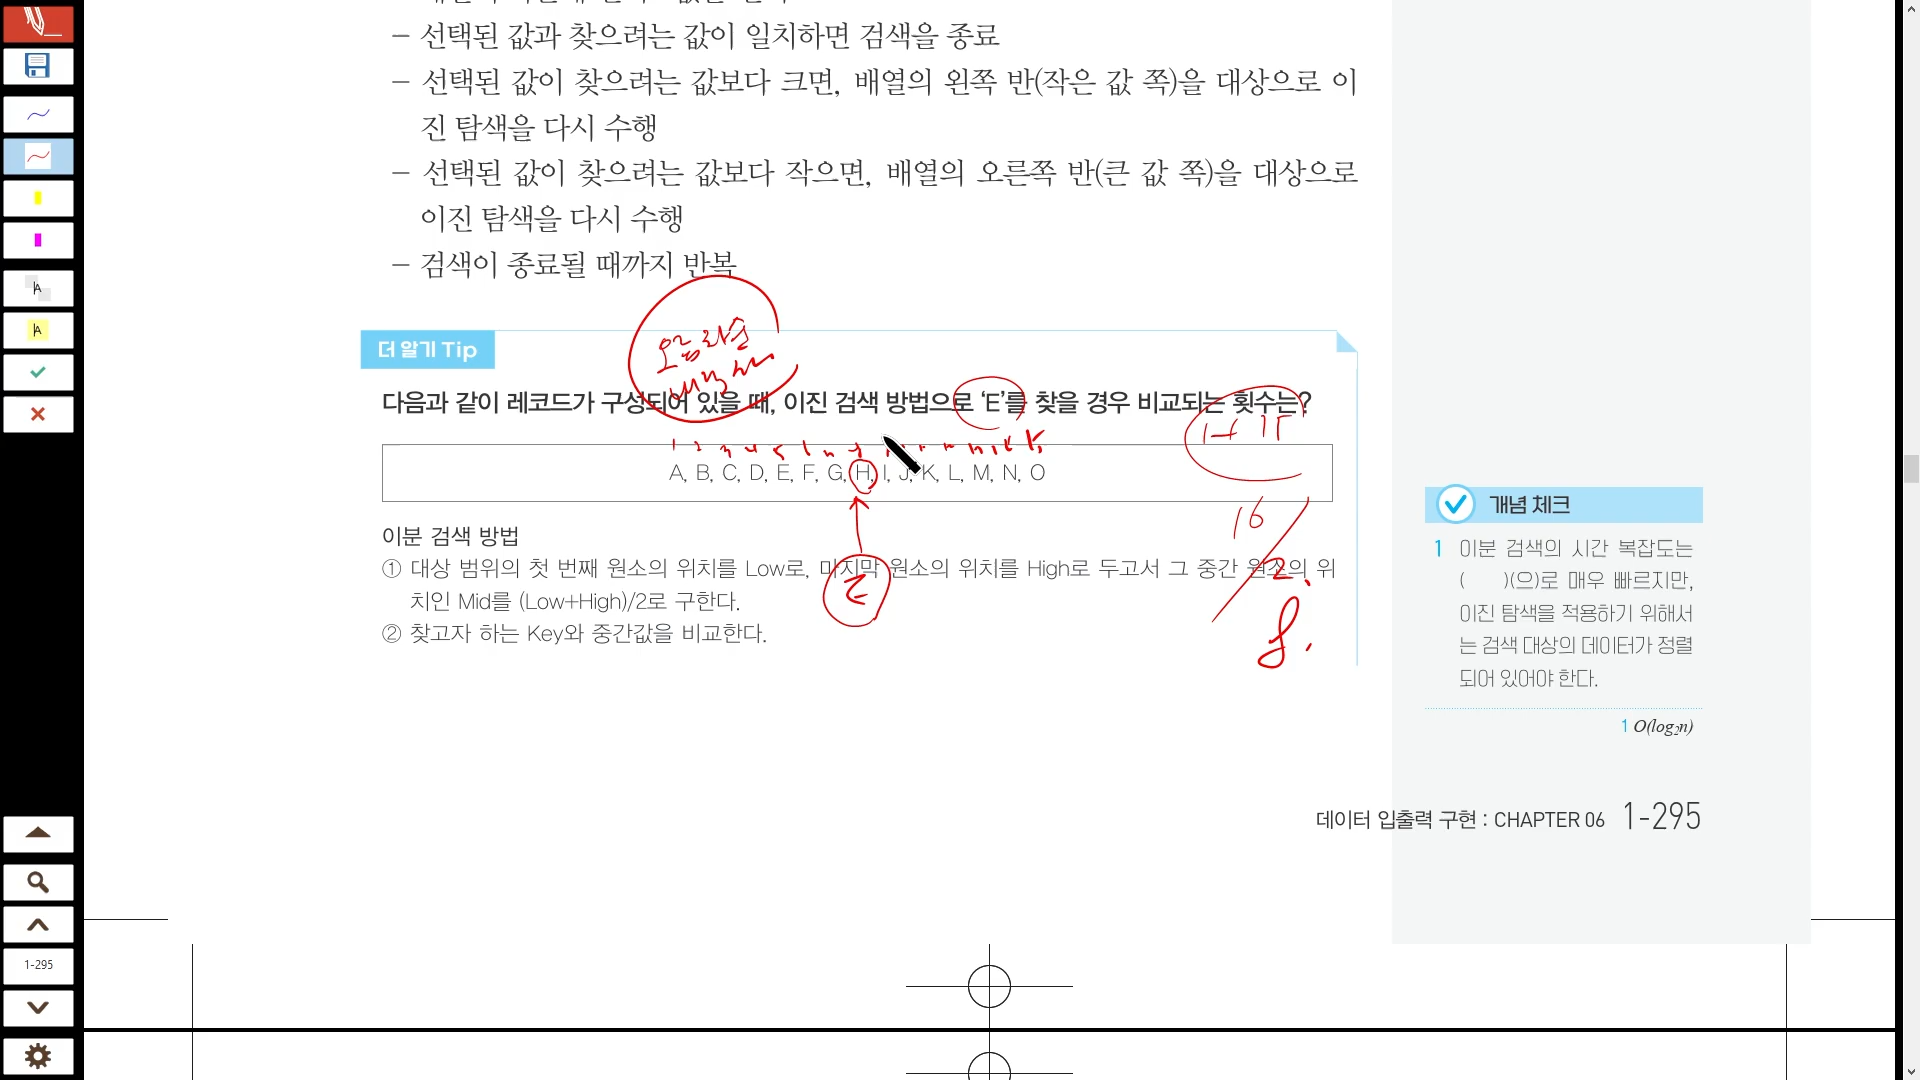 – 선택된 값과 찾으려는 값이 일치하면 검색을 종료
– 선택된 값이 찾으려는 값보다 크면, 배열의 왼쪽 반(작은 값 쪽)을 대상으로 이
진 탐색을 다시 수행
– 선택된 값이 찾으려는 값보다 작으면, 배열의 오른쪽 반(큰 값 쪽)을 대상으로
이진 탐색을 다시 수행
– 검색이 종료될 때까지 반복
오름차순
내림차순
더 알기 Tip
다음과 같이 레코드가 구성되어 있을 때, 이진 검색 방법으로 ‘E’를 찾을 경우 비교되는 횟수는?
1+15
A, B, C, D, E, F, G, H, I, J, K, L, M, N, O
16
2
8
E
이분 검색 방법
① 대상 범위의 첫 번째 원소의 위치를 Low로, 마지막 원소의 위치를 High로 두고서 그 중간 원소의 위
치인 Mid를 (Low+High)/2로 구한다.
② 찾고자 하는 Key와 중간값을 비교한다.
개념 체크
1 이분 검색의 시간 복잡도는
( )(으)로 매우 빠르지만,
이진 탐색을 적용하기 위해서
는 검색 대상의 데이터가 정렬
되어 있어야 한다.
1 O(log₂n)
데이터 입출력 구현 : CHAPTER 06 1-295
1-295